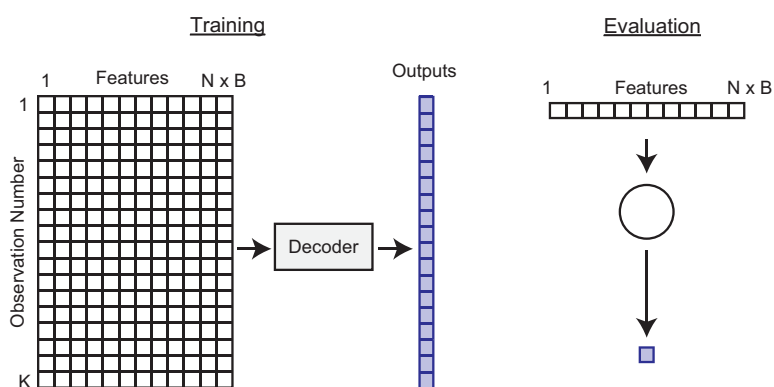 Training
1 Features N x B
1
Observation Number
K
Decoder
Outputs
Evaluation
1 Features N x B